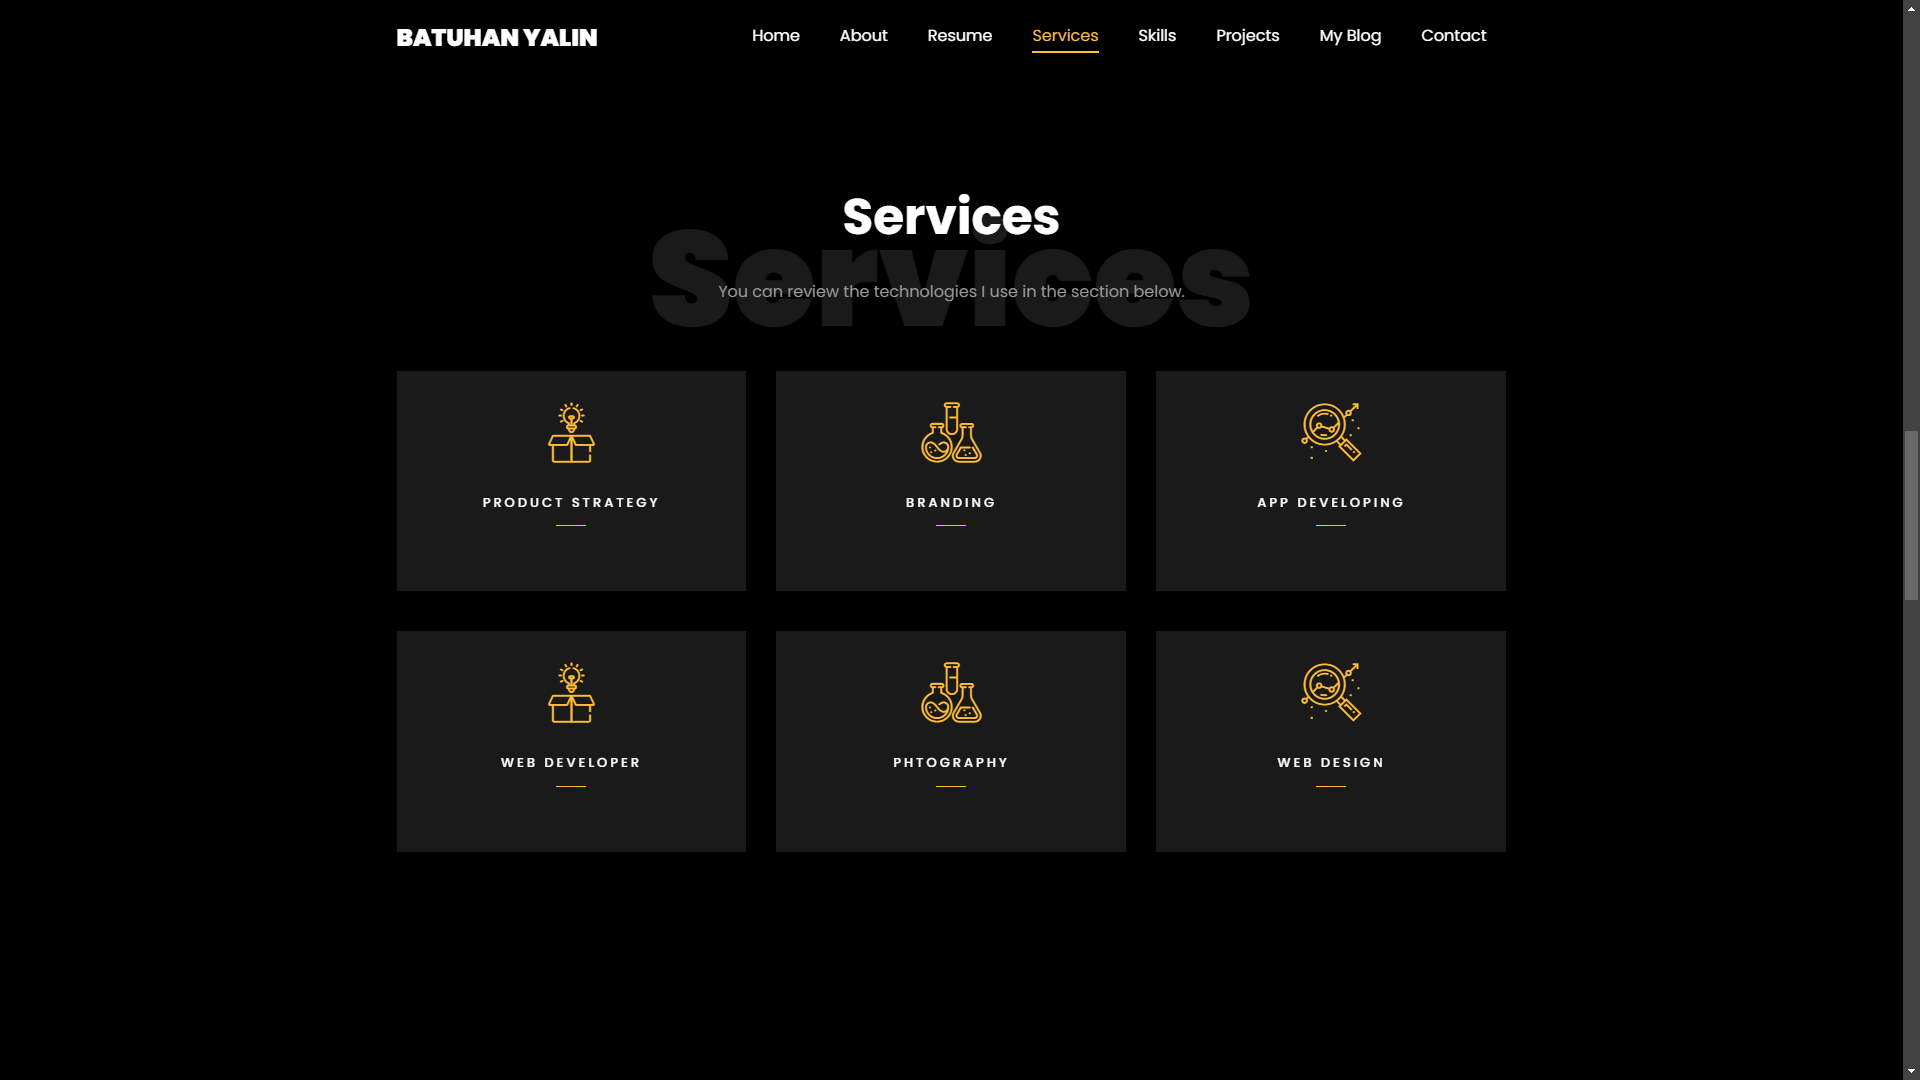 BATUHAN YALIN
Home About Resume Services Skills Projects My Blog Contact
Services
Services
You can review the technologies I use in the section below.
PRODUCT STRATEGY
BRANDING
APP DEVELOPING
WEB DEVELOPER
PHTOGRAPHY
WEB DESIGN